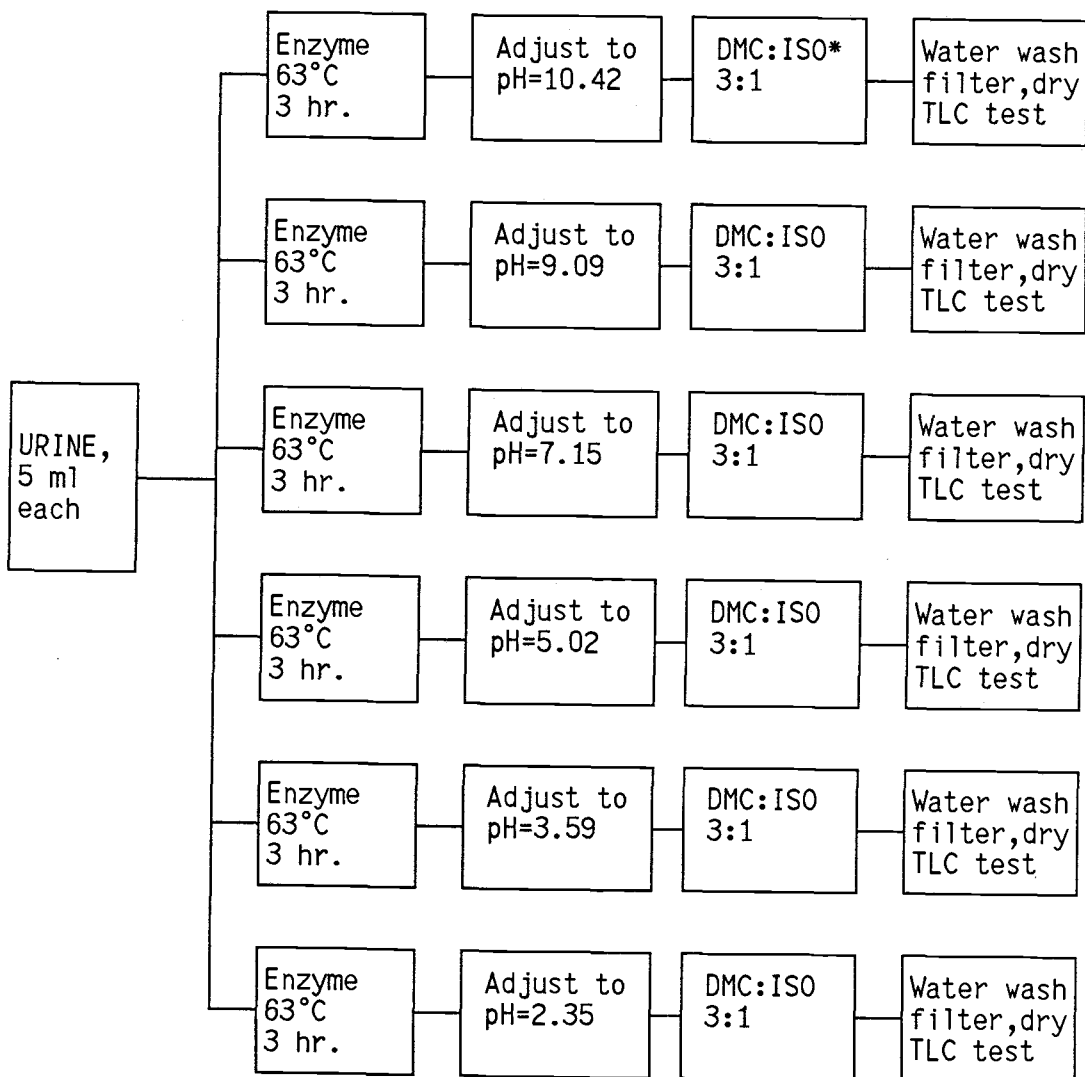 URINE,
5 ml
each
Enzyme
63°C
3 hr.
Adjust to
pH=10.42
DMC:ISO*
3:1
Water wash
filter,dry
TLC test
Enzyme
63°C
3 hr.
Adjust to
pH=9.09
DMC:ISO
3:1
Water wash
filter,dry
TLC test
Enzyme
63°C
3 hr.
Adjust to
pH=7.15
DMC:ISO
3:1
Water wash
filter,dry
TLC test
Enzyme
63°C
3 hr.
Adjust to
pH=5.02
DMC:ISO
3:1
Water wash
filter,dry
TLC test
Enzyme
63°C
3 hr.
Adjust to
pH=3.59
DMC:ISO
3:1
Water wash
filter,dry
TLC test
Enzyme
63°C
3 hr.
Adjust to
pH=2.35
DMC:ISO
3:1
Water wash
filter,dry
TLC test